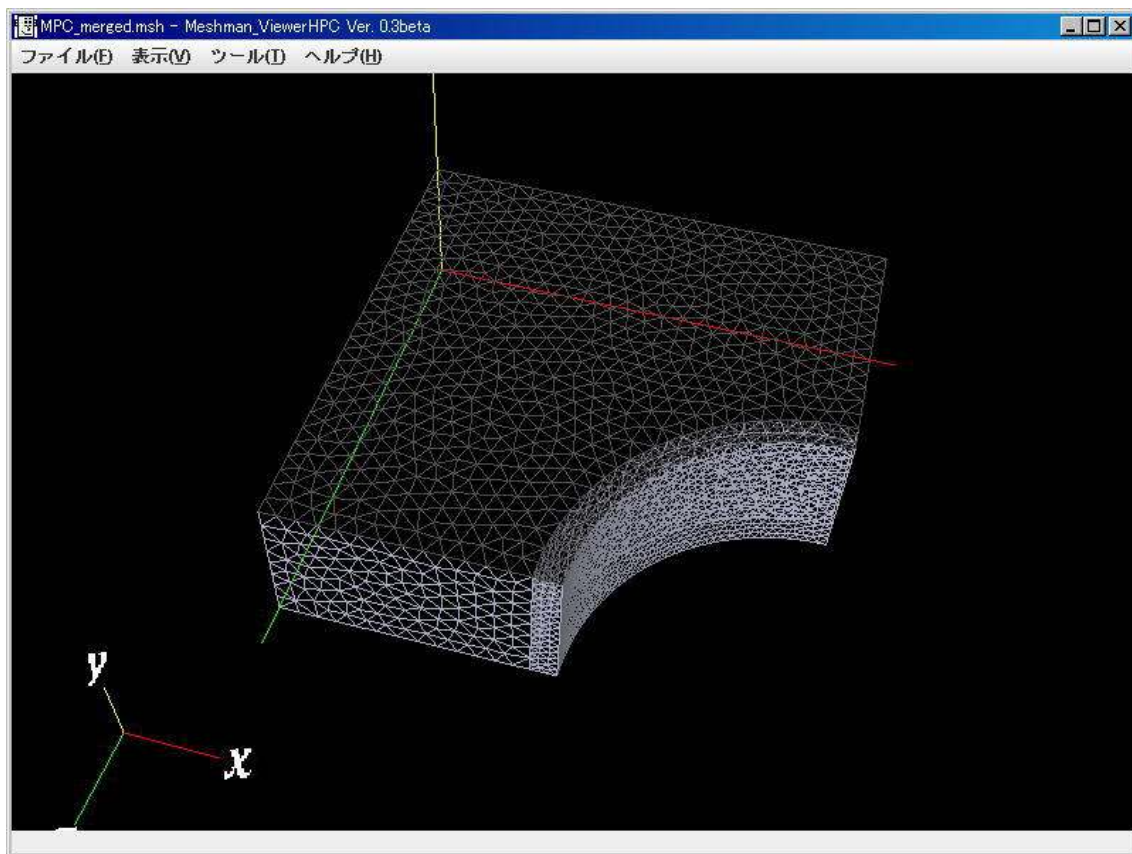 MPC_merged.msh - Meshman_ViewerHPC Ver. 0.3beta
ファイル(F) 表示(V) ツール(T) ヘルプ(H)
y
x